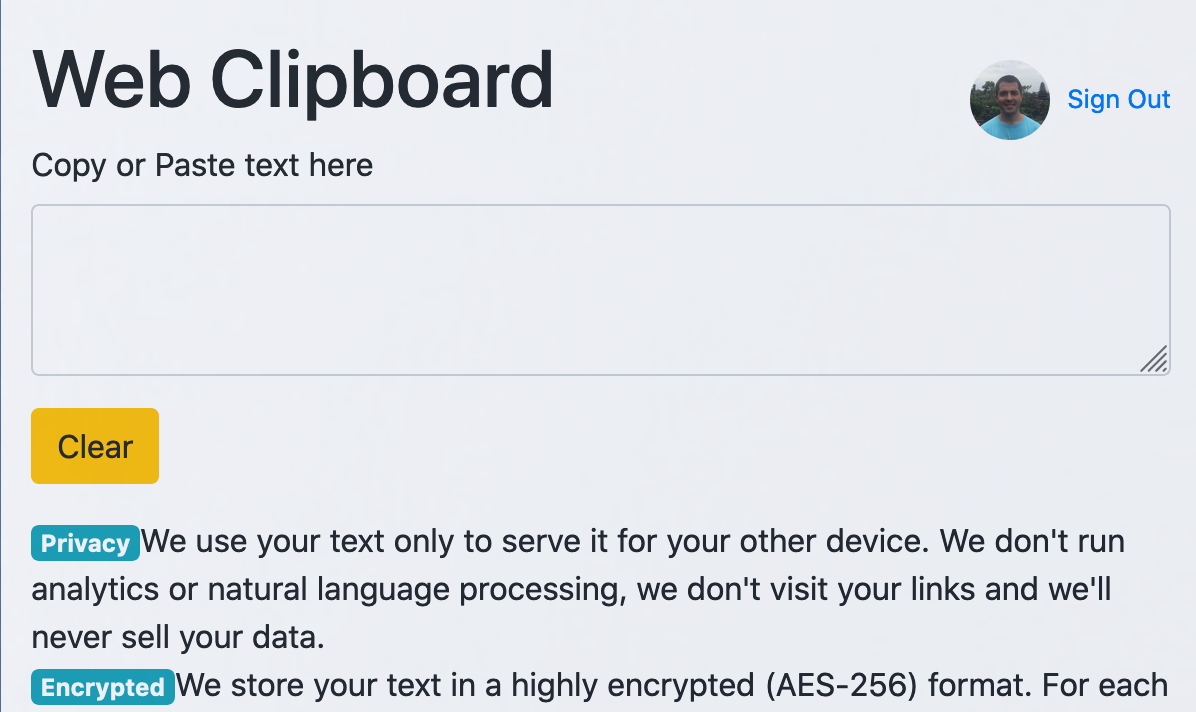 Web Clipboard
Sign Out
Copy or Paste text here
Clear
Privacy We use your text only to serve it for your other device. We don't run
analytics or natural language processing, we don't visit your links and we'll
never sell your data.
Encrypted We store your text in a highly encrypted (AES-256) format. For each